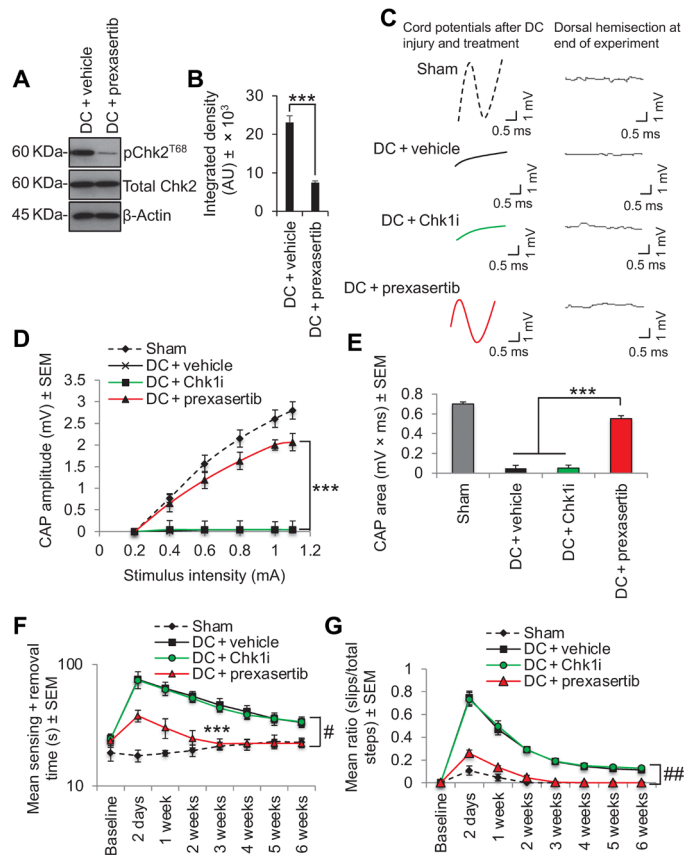 A
DC + vehicle
DC + prexasertib
60 KDa-
pChk2T68
60 KDa-
Total Chk2
45 KDa-
β-Actin
B
Integrated density
(AU) ± × 10³
30
20
10
0
***
DC + vehicle
DC + prexasertib
C
Cord potentials after DC
injury and treatment
Dorsal hemisection at
end of experiment
Sham
1 mV
0.5 ms
1 mV
0.5 ms
DC + vehicle
1 mV
0.5 ms
1 mV
0.5 ms
DC + Chk1i
1 mV
0.5 ms
1 mV
0.5 ms
DC + prexasertib
1 mV
0.5 ms
1 mV
0.5 ms
D
Sham
DC + vehicle
DC + Chk1i
DC + prexasertib
CAP amplitude (mV) ± SEM
3.5
3
2.5
2
1.5
1
0.5
0
***
0 0.2 0.4 0.6 0.8 1 1.2
Stimulus intensity (mA)
E
CAP area (mV × ms) ± SEM
0.8
0.6
0.4
0.2
0
***
Sham
DC + vehicle
DC + Chk1i
DC + prexasertib
F
Sham
DC + vehicle
DC + Chk1i
DC + prexasertib
Mean sensing + removal
time (s) ± SEM
100
10
***
#
Baseline
2 days
1 week
2 weeks
3 weeks
4 weeks
5 weeks
6 weeks
G
Sham
DC + vehicle
DC + Chk1i
DC + prexasertib
Mean ratio (slips/total
steps) ± SEM
1
0.8
0.6
0.4
0.2
0
##
Baseline
2 days
1 week
2 weeks
3 weeks
4 weeks
5 weeks
6 weeks